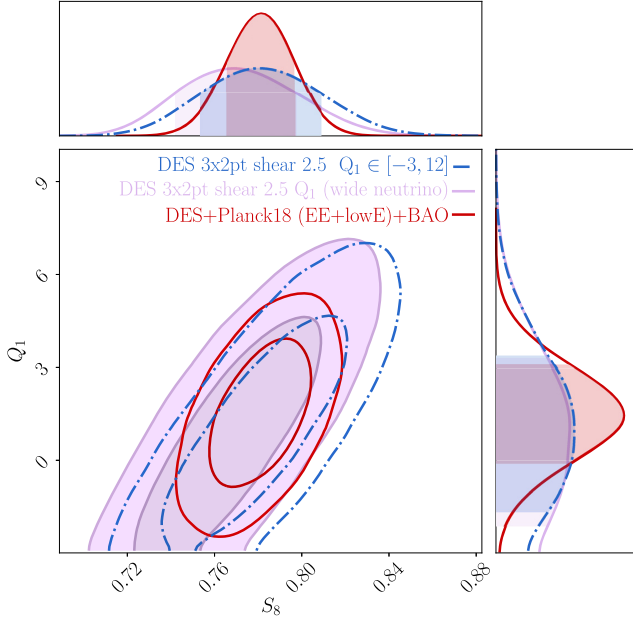 DES 3x2pt shear 2.5 Q₁ ∈ [−3, 12]
DES 3x2pt shear 2.5 Q₁ (wide neutrino)
DES+Planck18 (EE+lowE)+BAO
9
6
3
0
Q₁
0.72
0.76
0.80
0.84
0.88
S₈